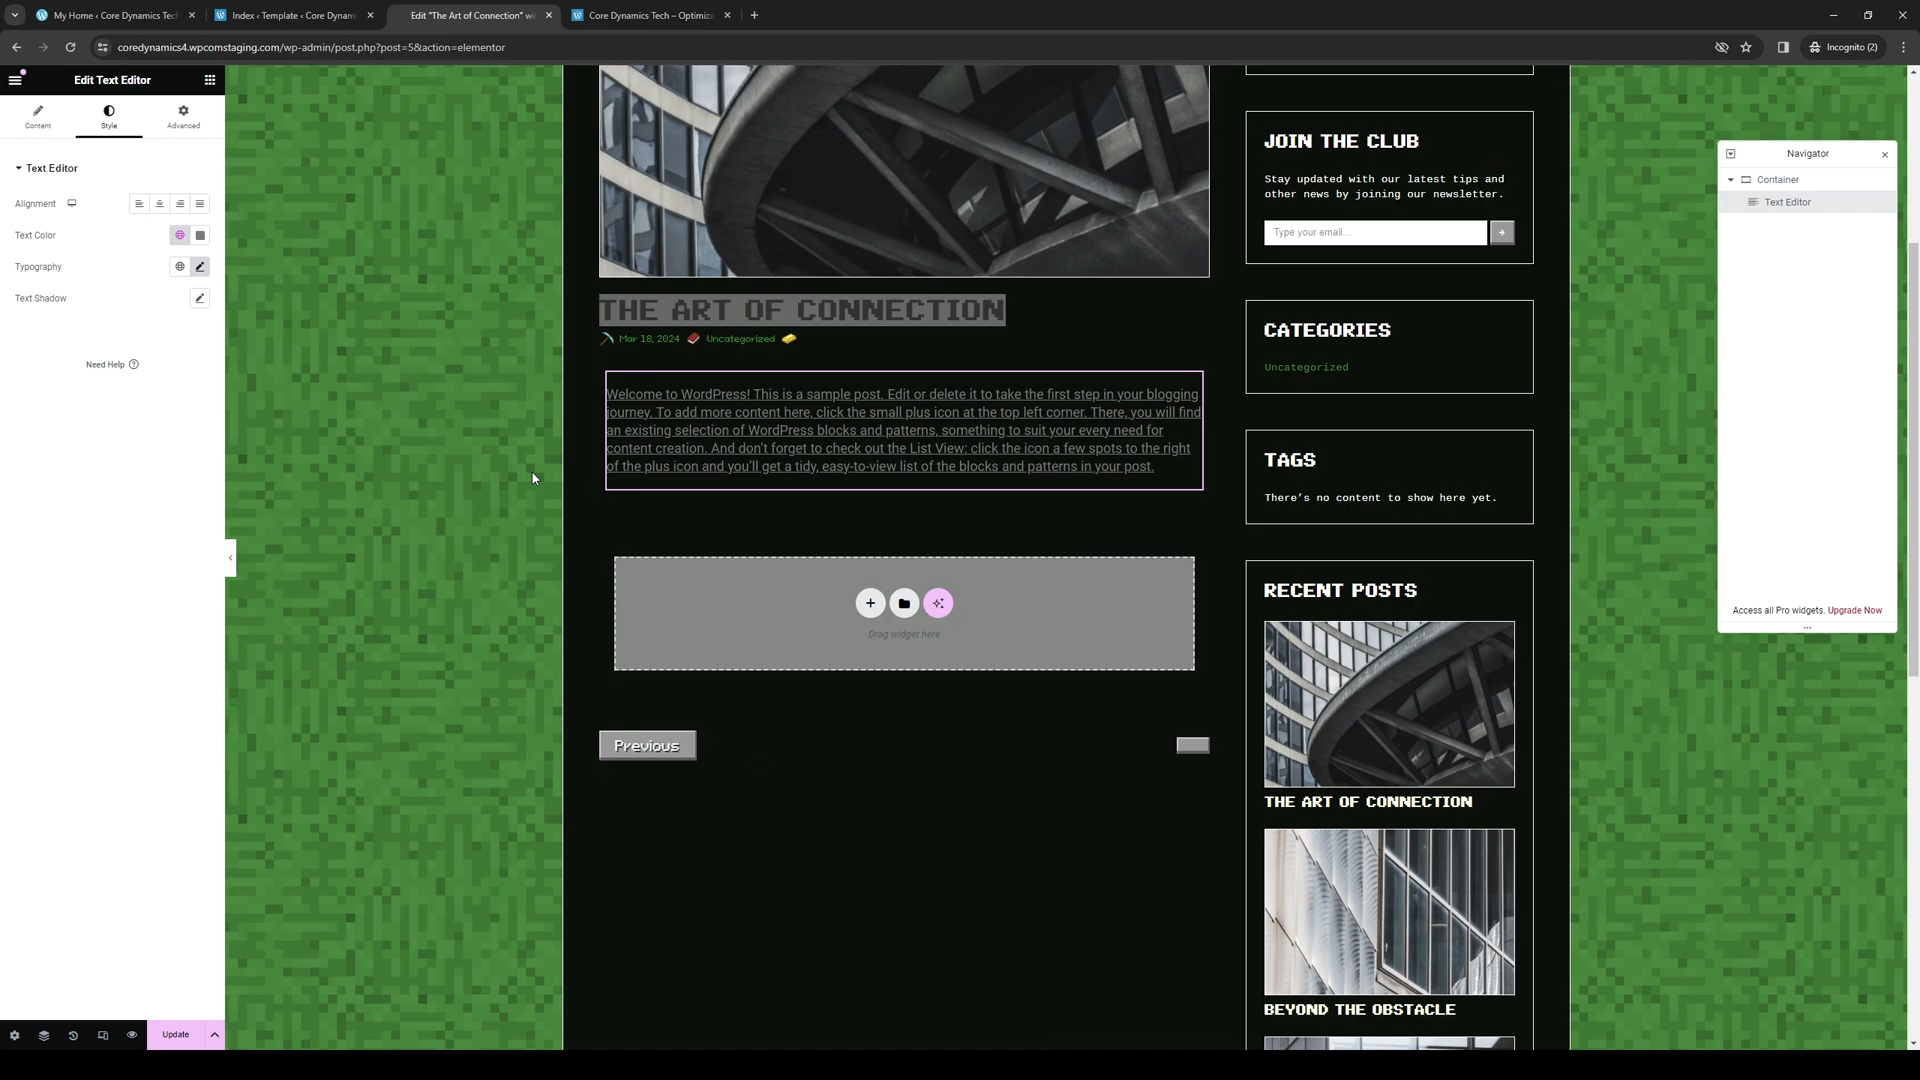 My Home ‹ Core Dynamics Tech
Index ‹ Template ‹ Core Dynami
Edit "The Art of Connection" wi
Core Dynamics Tech – Optimiza
coredynamics4.wpcomstaging.com/wp-admin/post.php?post=5&action=elementor
Incognito (2)
Edit Text Editor
Content
Style
Advanced
Text Editor
Alignment
Text Color
Typography
Text Shadow
Need Help
Update
THE ART OF CONNECTION
Mar 18, 2024 Uncategorized
Welcome to WordPress! This is a sample post. Edit or delete it to take the first step in your blogging
journey. To add more content here, click the small plus icon at the top left corner. There, you will find
an existing selection of WordPress blocks and patterns, something to suit your every need for
content creation. And don't forget to check out the List View: click the icon a few spots to the right
of the plus icon and you'll get a tidy, easy-to-view list of the blocks and patterns in your post.
Drag widget here
Previous
JOIN THE CLUB
Stay updated with our latest tips and
other news by joining our newsletter.
Type your email…
CATEGORIES
Uncategorized
TAGS
There's no content to show here yet.
RECENT POSTS
THE ART OF CONNECTION
BEYOND THE OBSTACLE
Navigator
Container
Text Editor
Access all Pro widgets. Upgrade Now